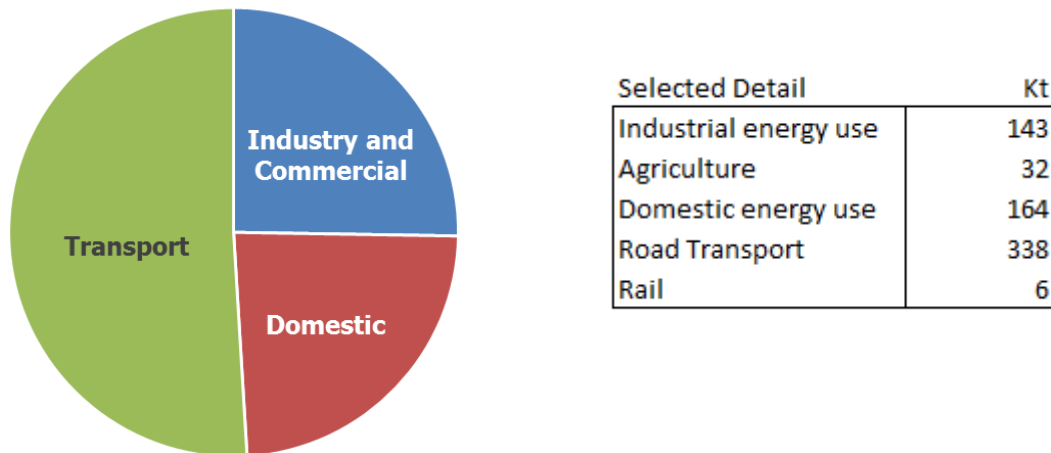 Industry and
Commercial
Transport
Domestic
Selected Detail Kt
Industrial energy use 143
Agriculture 32
Domestic energy use 164
Road Transport 338
Rail 6